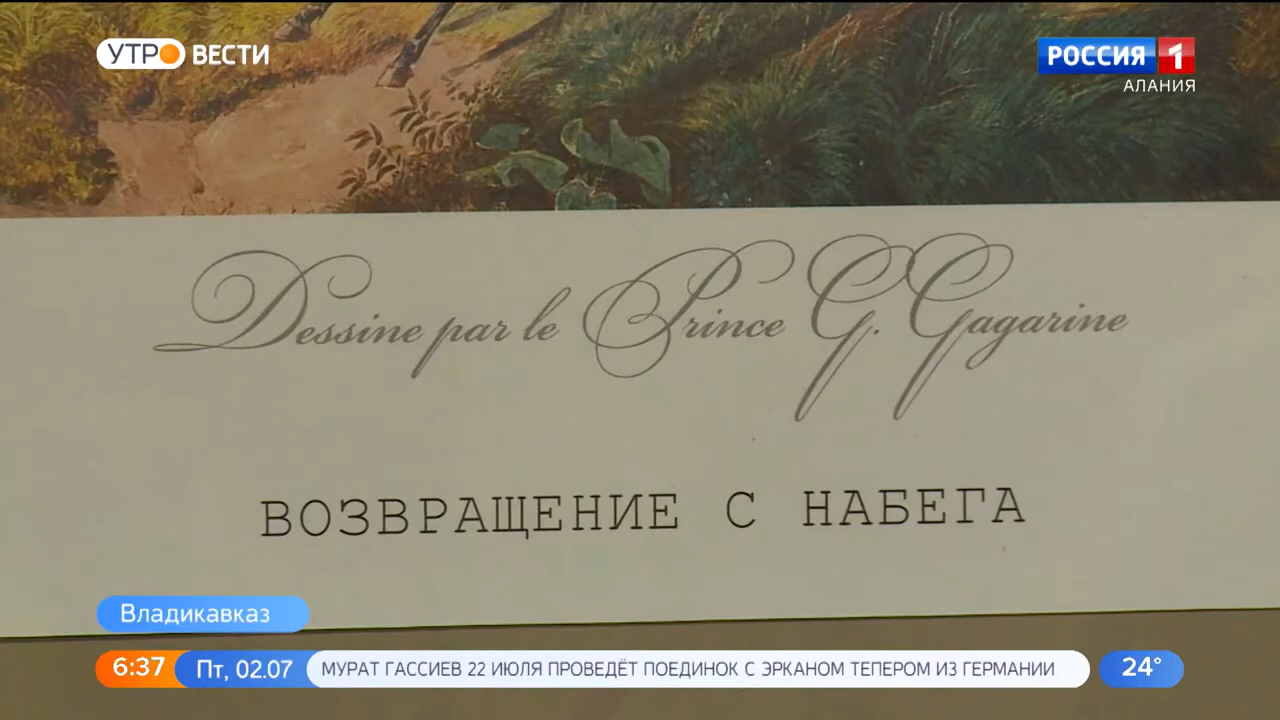 УТРО ВЕСТИ
РОССИЯ 1
АЛАНИЯ
Dessine par le Prince G. Gagarine
ВОЗВРАЩЕНИЕ С НАБЕГА
Владикавказ
6:37 Пт, 02.07 МУРАТ ГАССИЕВ 22 ИЮЛЯ ПРОВЕДЁТ ПОЕДИНОК С ЭРКАНОМ ТЕПЕРОМ ИЗ ГЕРМАНИИ 24°